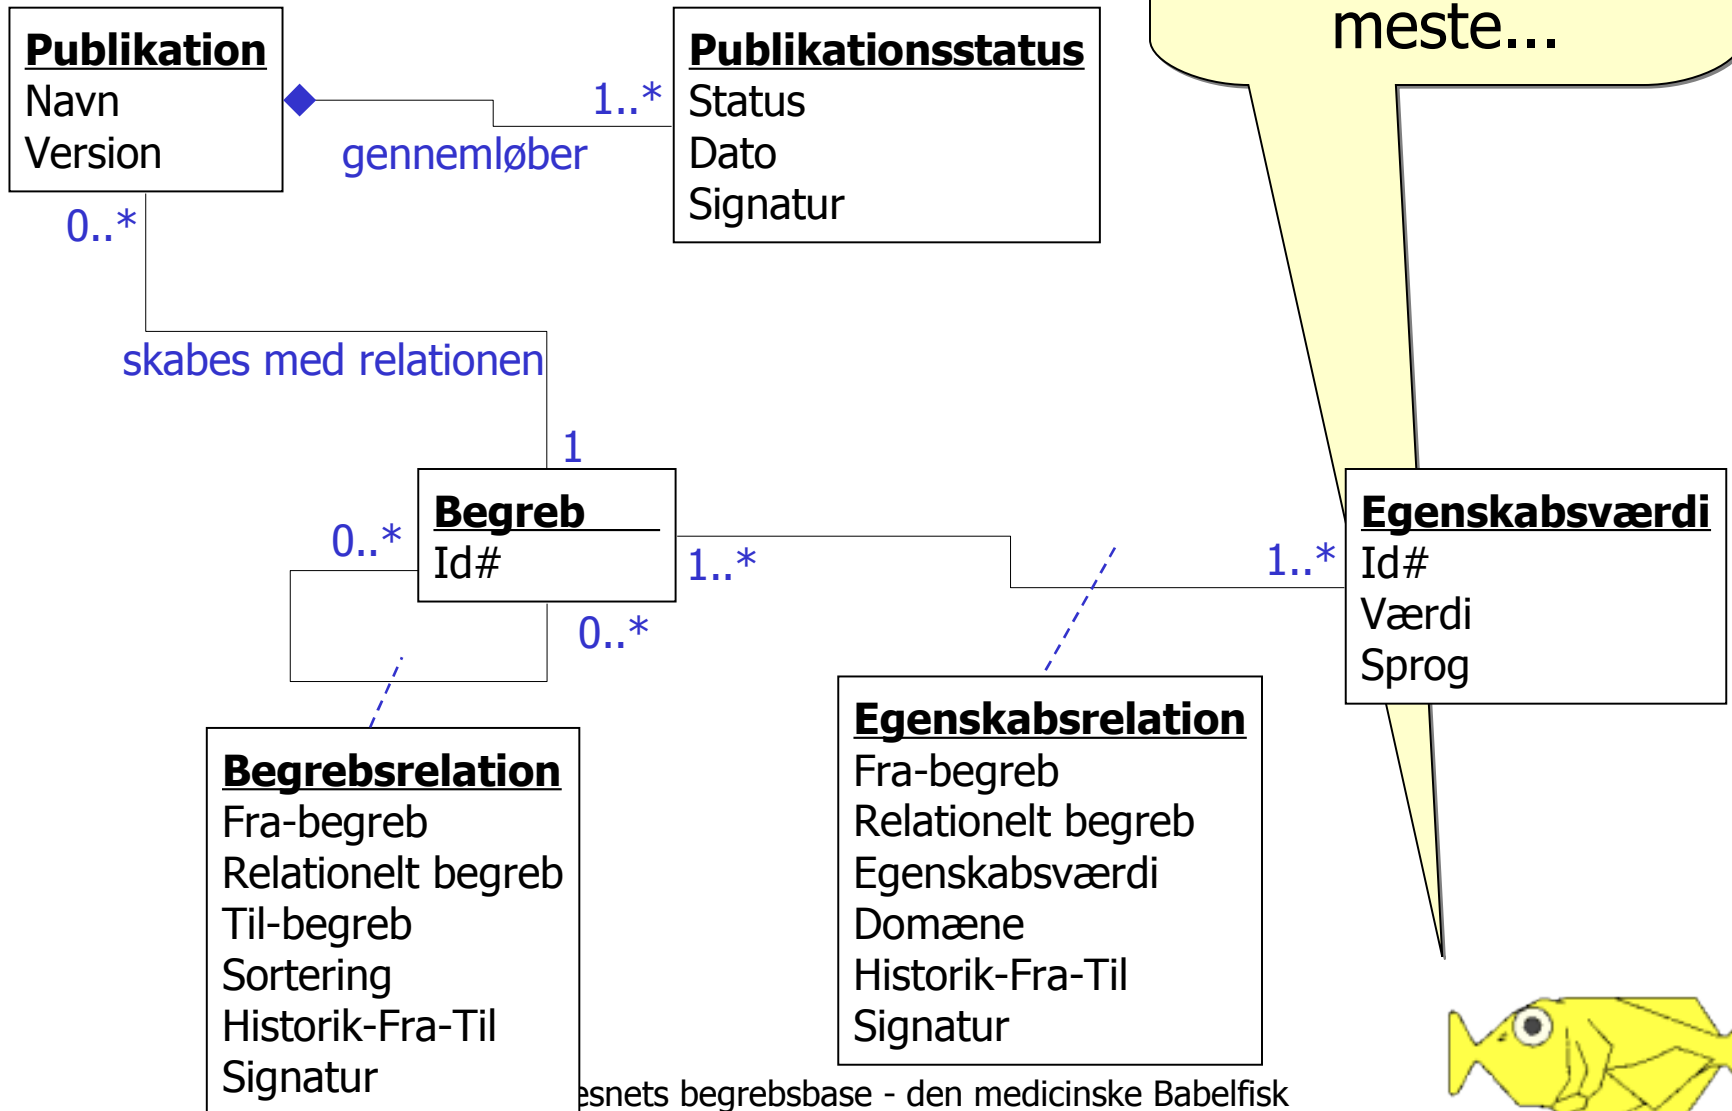 meste...
Publikation
Navn
Version
Publikationsstatus
Status
Dato
Signatur
1..*
gennemløber
0..*
skabes med relationen
1
Begreb
Id#
0..*
0..*
1..*
1..*
Egenskabsværdi
Id#
Værdi
Sprog
Begrebsrelation
Fra-begreb
Relationelt begreb
Til-begreb
Sortering
Historik-Fra-Til
Signatur
Egenskabsrelation
Fra-begreb
Relationelt begreb
Egenskabsværdi
Domæne
Historik-Fra-Til
Signatur
esnets begrebsbase - den medicinske Babelfisk